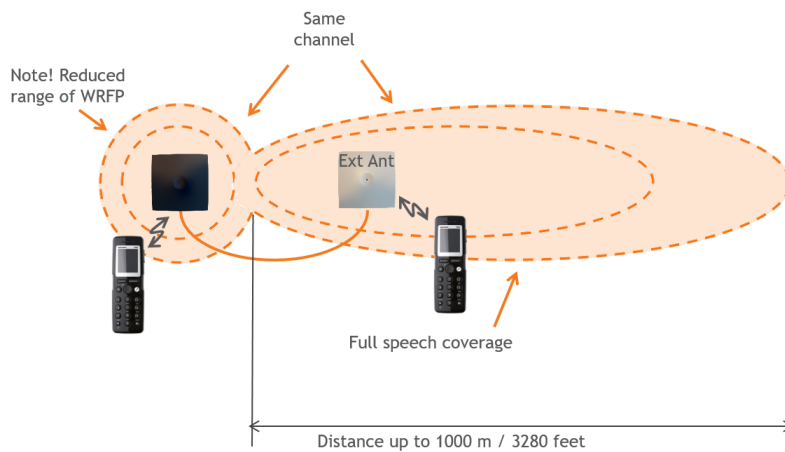 Same
channel
Note! Reduced
range of WRFP
Ext Ant
Full speech coverage
Distance up to 1000 m / 3280 feet